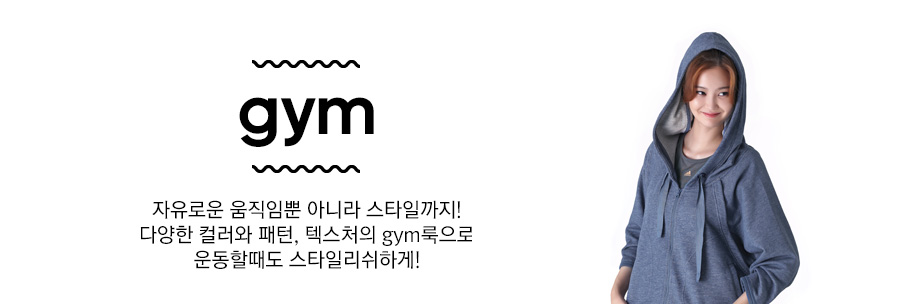 gym
자유로운 움직임뿐 아니라 스타일까지!
다양한 컬러와 패턴, 텍스처의 gym룩으로
운동할때도 스타일리쉬하게!